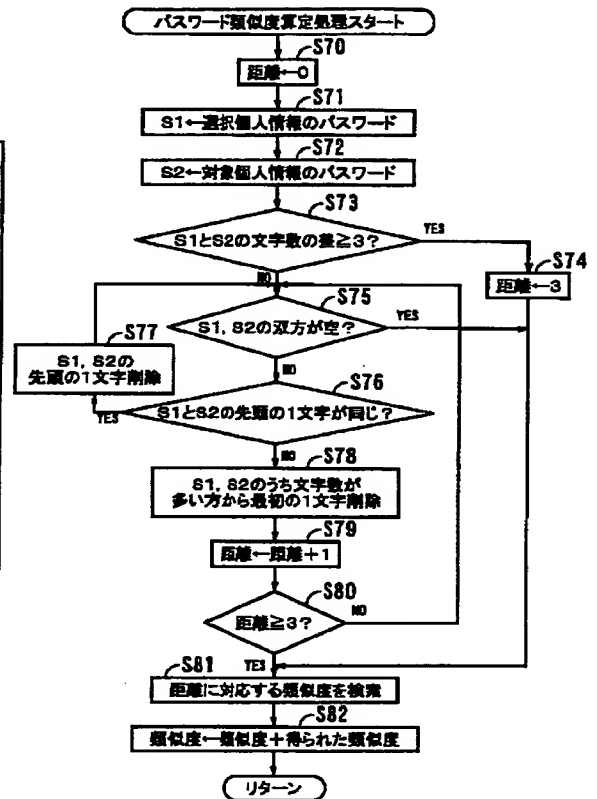 パスワード類似度算定処理スタート
S70
距離←0
S71
S1←選択個人情報のパスワード
S72
S2←対象個人情報のパスワード
S73
S1とS2の文字数の差≧3?
YES
S74
距離←3
NO
S75
S1, S2の双方が空?
YES
S77
S1, S2の
先頭の1文字削除
NO
S76
S1とS2の先頭の1文字が同じ?
YES
NO
S78
S1, S2のうち文字数が
多い方から最初の1文字削除
S79
距離←距離+1
S80
距離≧3?
NO
YES
S81
距離に対応する類似度を検索
S82
類似度←類似度+得られた類似度
リターン